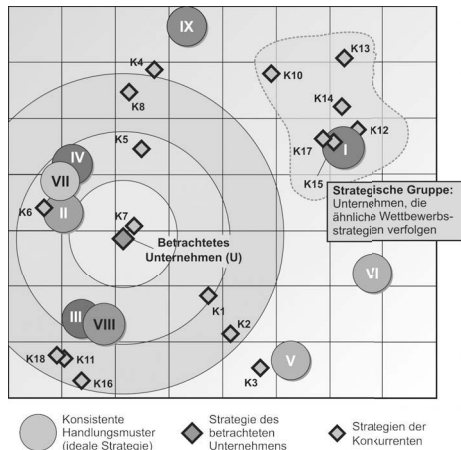 IX
K13
K4
K10
K8
K14
K12
K5
K17
I
IV
K15
VII
Strategische Gruppe:
Unternehmen, die
ähnliche Wettbewerbs-
strategien verfolgen
K6
II
K7
Betrachtetes
Unternehmen (U)
VI
K1
III
VIII
K2
K18
K11
V
K3
K16
Konsistente
Handlungsmuster
(ideale Strategie)
Strategie des
betrachteten
Unternehmens
Strategien der
Konkurrenten